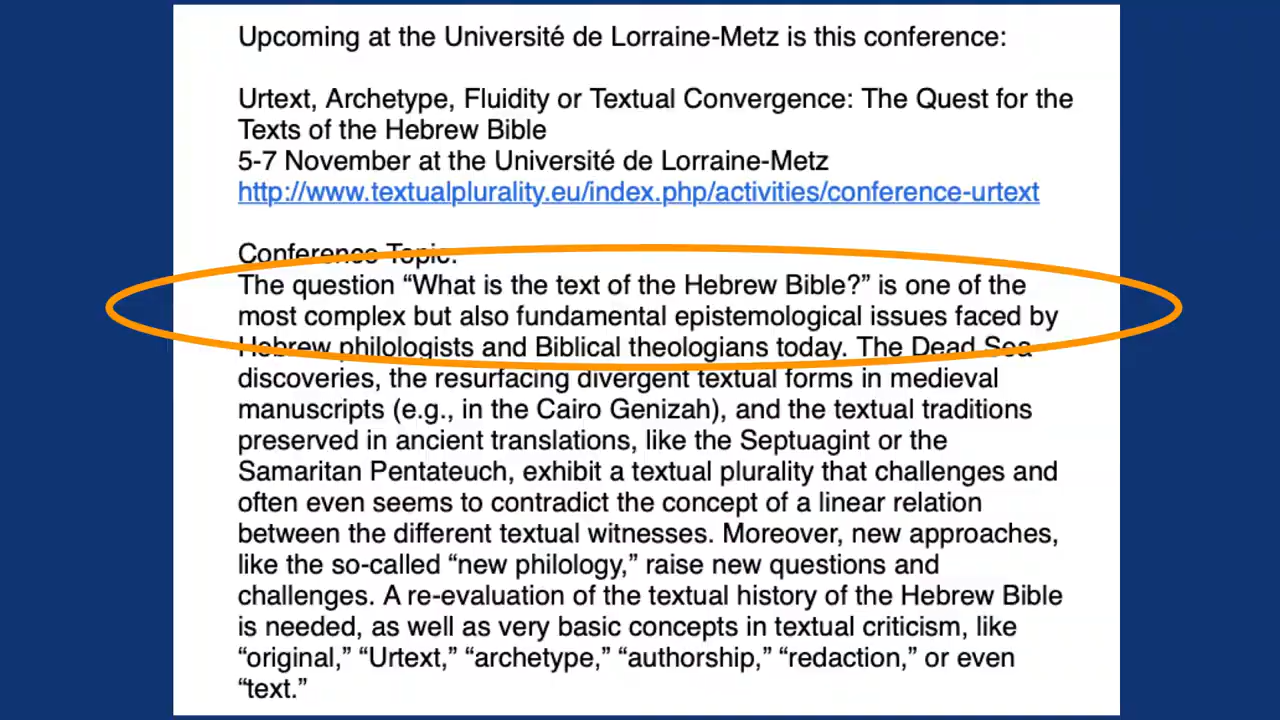 Upcoming at the Université de Lorraine-Metz is this conference:
Urtext, Archetype, Fluidity or Textual Convergence: The Quest for the
Texts of the Hebrew Bible
5-7 November at the Université de Lorraine-Metz
http://www.textualplurality.eu/index.php/activities/conference-urtext
Conference Topic:
The question “What is the text of the Hebrew Bible?” is one of the
most complex but also fundamental epistemological issues faced by
Hebrew philologists and Biblical theologians today. The Dead Sea
discoveries, the resurfacing divergent textual forms in medieval
manuscripts (e.g., in the Cairo Genizah), and the textual traditions
preserved in ancient translations, like the Septuagint or the
Samaritan Pentateuch, exhibit a textual plurality that challenges and
often even seems to contradict the concept of a linear relation
between the different textual witnesses. Moreover, new approaches,
like the so-called “new philology,” raise new questions and
challenges. A re-evaluation of the textual history of the Hebrew Bible
is needed, as well as very basic concepts in textual criticism, like
“original,” “Urtext,” “archetype,” “authorship,” “redaction,” or even
“text.”